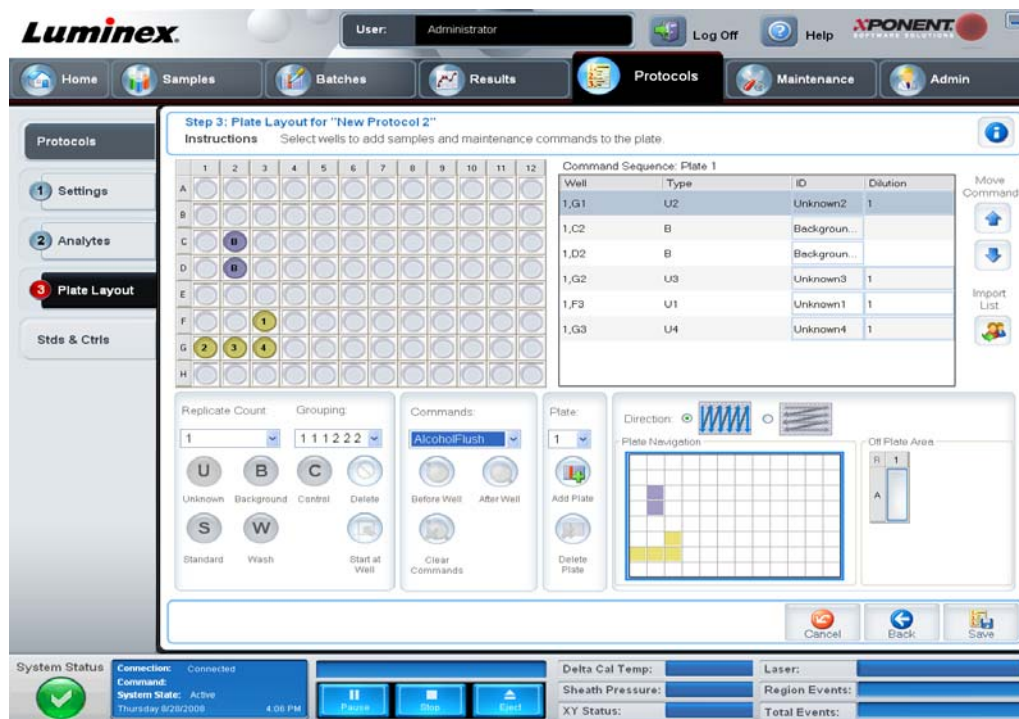 Luminex.
User: Administrator
Log Off
Help
XPONENT.
SOFTWARE SOLUTIONS
Home Samples Batches Results Protocols Maintenance Admin
Protocols
1 Settings
2 Analytes
3 Plate Layout
Stds & Ctrls
Step 3: Plate Layout for "New Protocol 2"
Instructions Select wells to add samples and maintenance commands to the plate.
1 2 3 4 5 6 7 8 9 10 11 12
A
B
C B
D B
E
F 1
G 2 3 4
H
Command Sequence: Plate 1
Well Type ID Dilution
1,G1 U2 Unknown2 1
1,C2 B Backgroun...
1,D2 B Backgroun...
1,G2 U3 Unknown3 1
1,F3 U1 Unknown1 1
1,G3 U4 Unknown4 1
Move Command
Import List
Replicate Count: Grouping:
1 1 1 1 2 2 2
U B C
Unknown Background Control Delete
S W
Standard Wash Start at Well
Commands:
AlcoholFlush
Before Well After Well
Clear Commands
Plate:
1
Add Plate
Delete Plate
Direction:
Plate Navigation
Off Plate Area
R 1
A
Cancel Back Save
System Status
Connection: Connected
Command:
System State: Active
Thursday 8/28/2008 4:06 PM
Pause Stop Eject
Delta Cal Temp:
Sheath Pressure:
XY Status:
Laser:
Region Events:
Total Events: